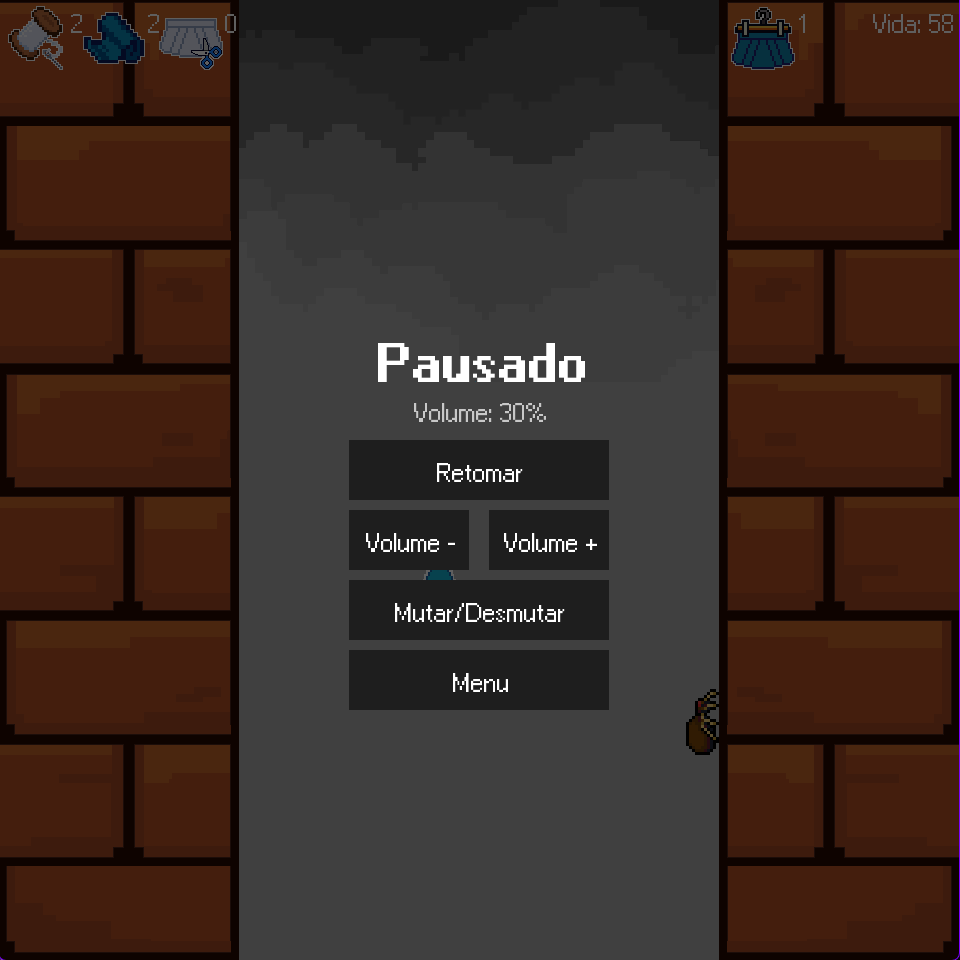 2 2 0 1 Vida: 58
Pausado
Volume: 30%
Retomar
Volume - Volume +
Mutar/Desmutar
Menu